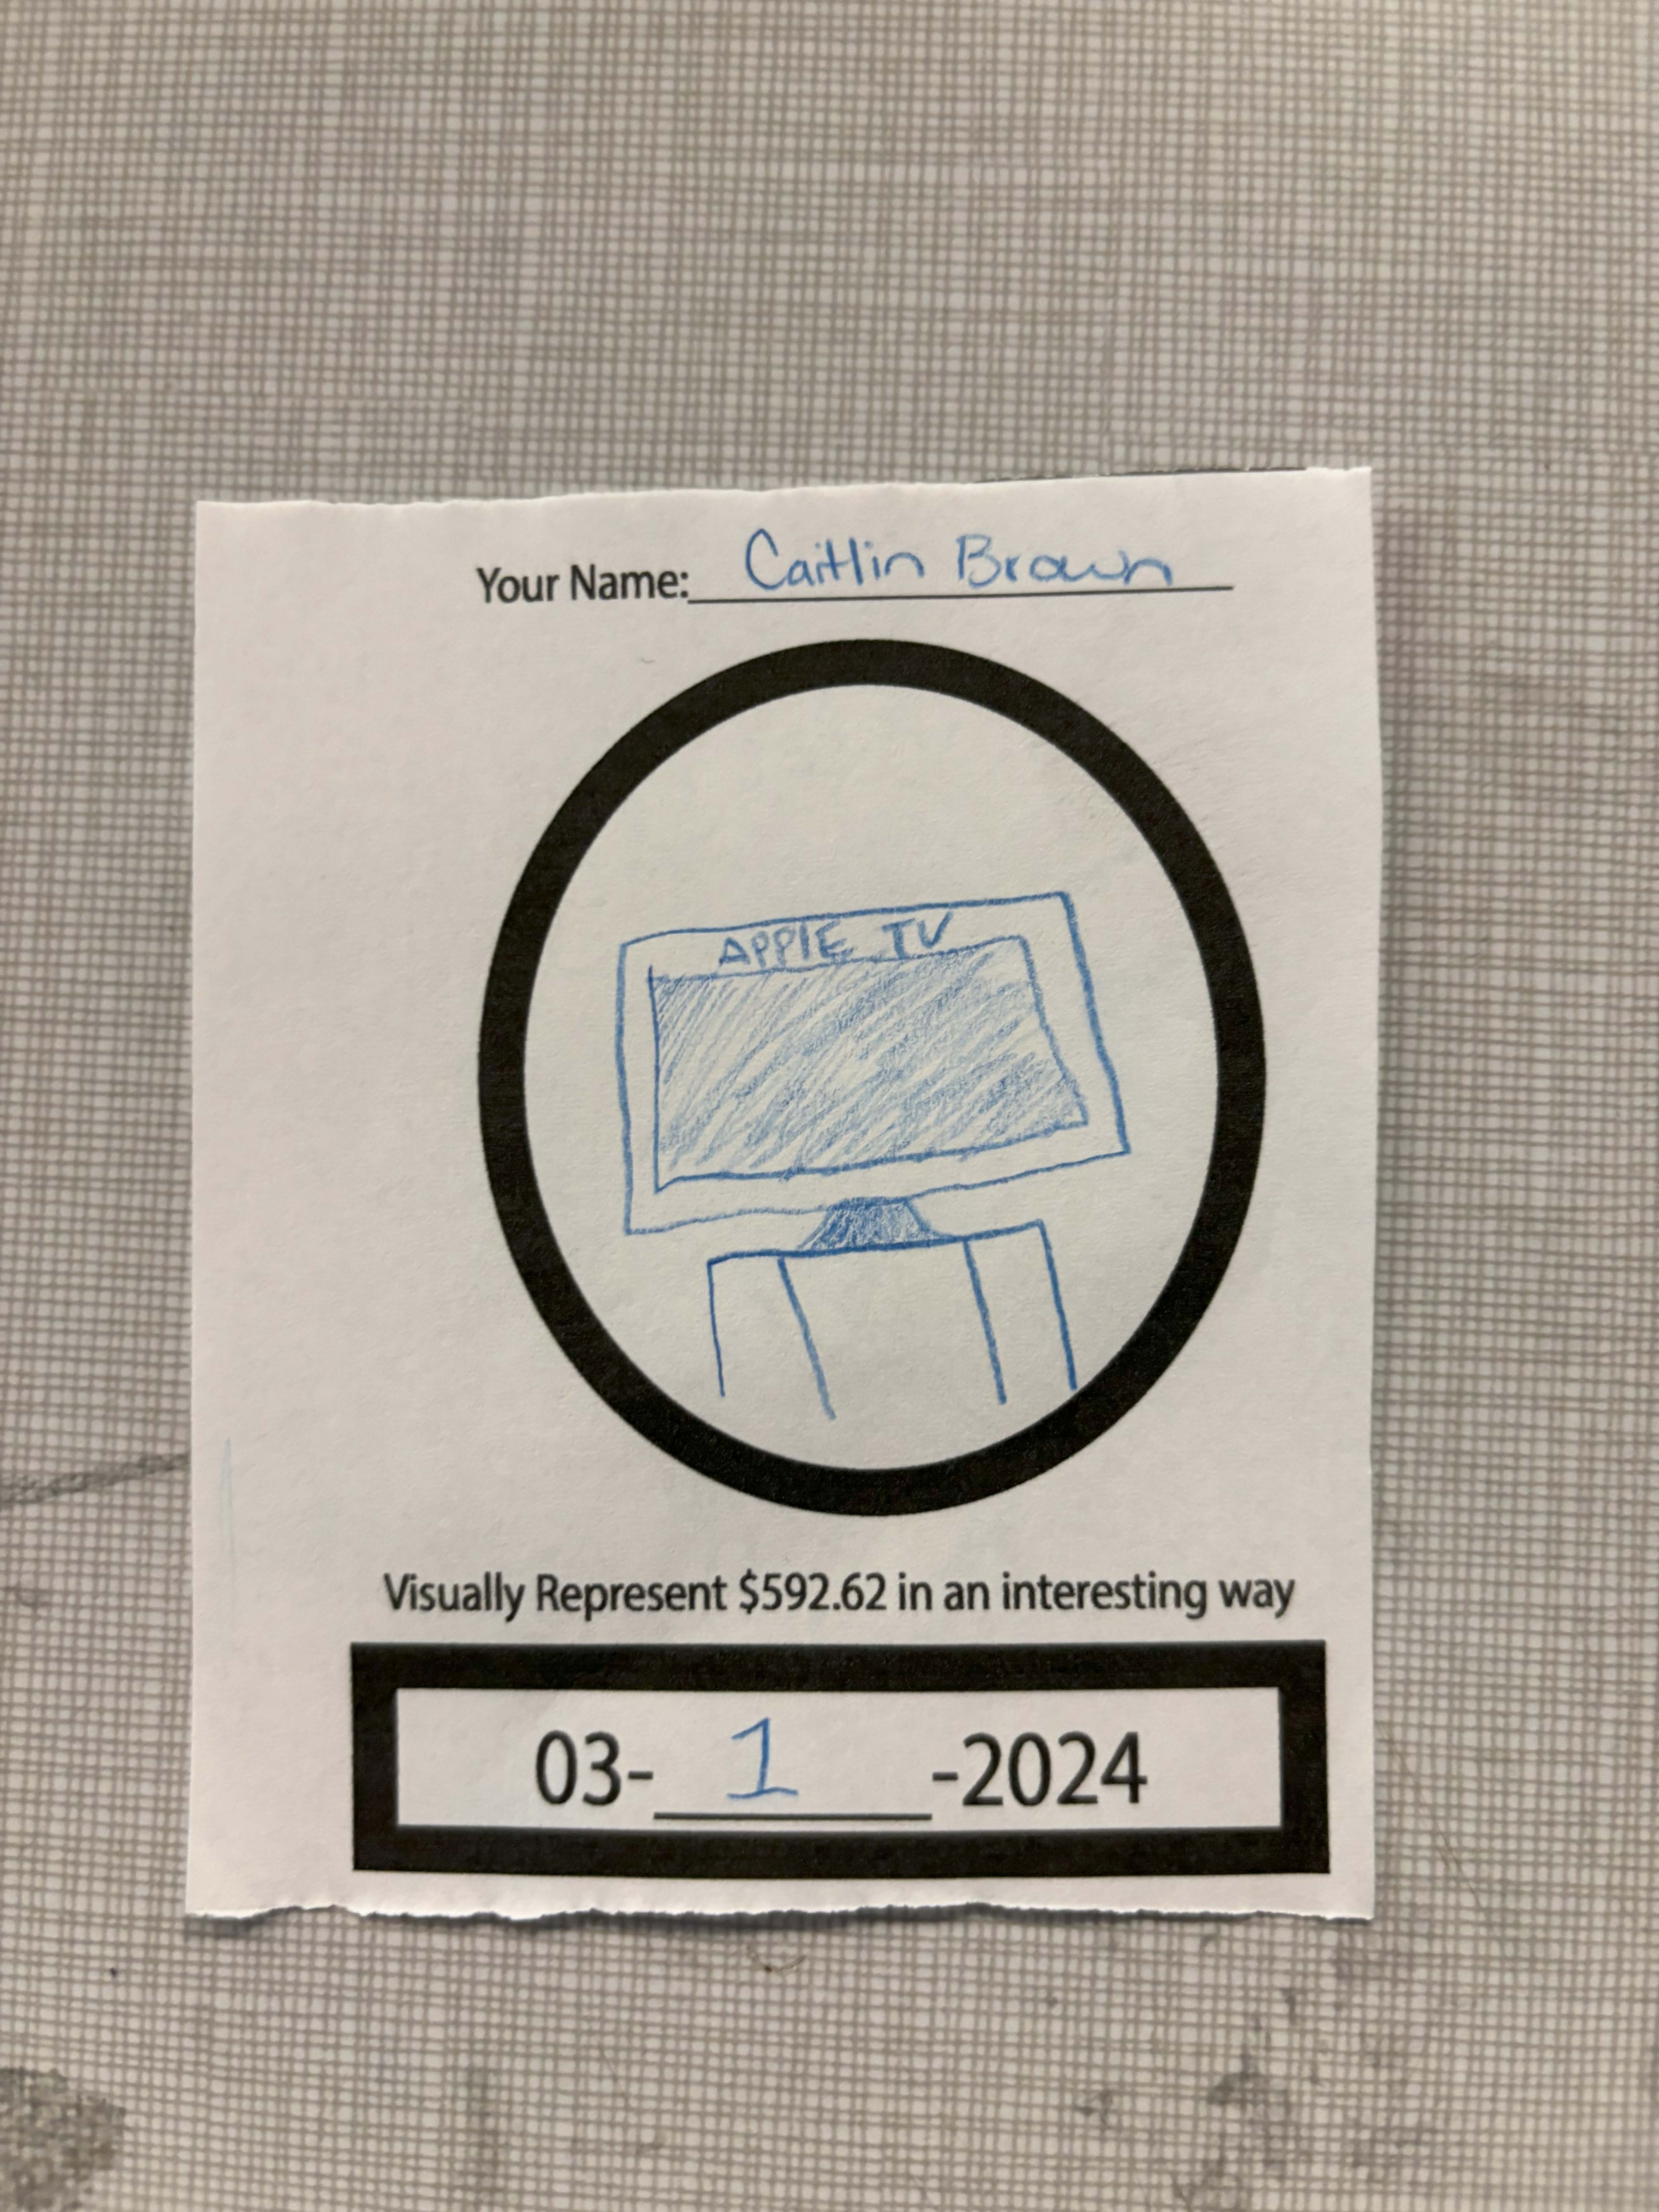 Your Name: Caitlin Brown
APPlE TV
Visually Represent $592.62 in an interesting way
03- 1 -2024